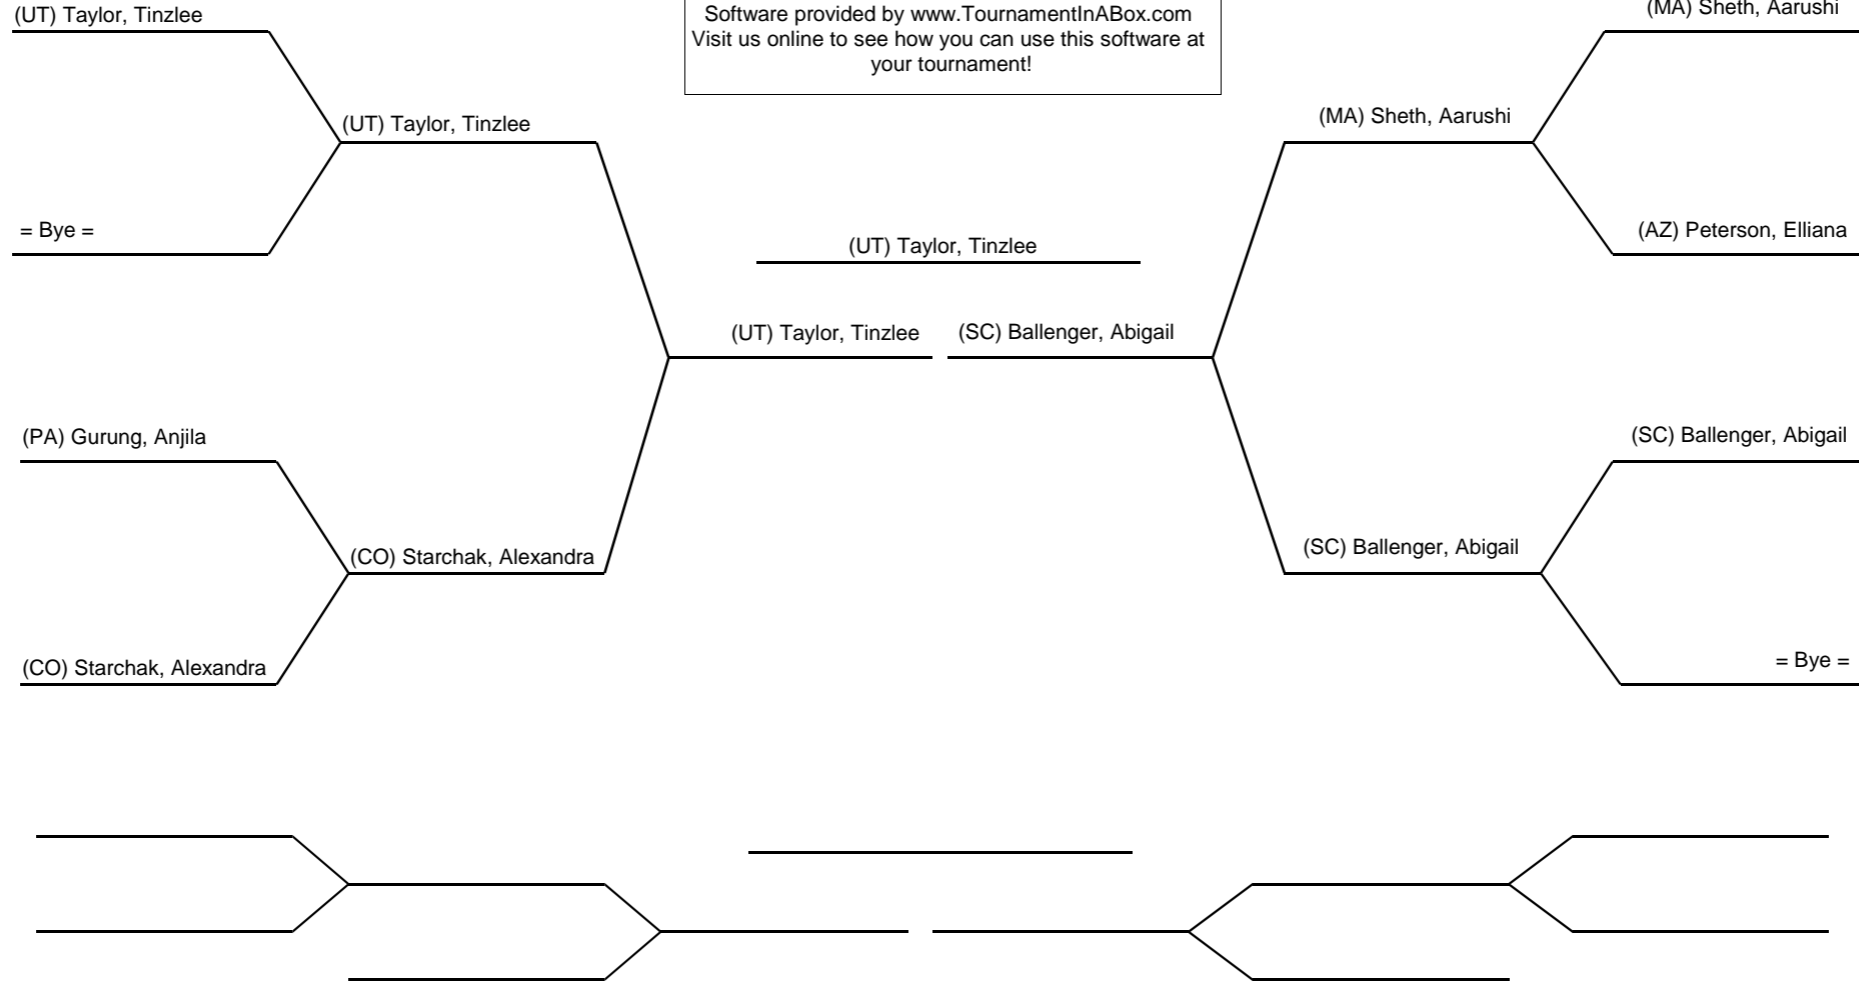 (UT) Taylor, Tinzlee
Software provided by www.TournamentInABox.com
Visit us online to see how you can use this software at
your tournament!
(MA) Sheth, Aarushi
(UT) Taylor, Tinzlee
(MA) Sheth, Aarushi
= Bye =
(UT) Taylor, Tinzlee
(AZ) Peterson, Elliana
(UT) Taylor, Tinzlee
(SC) Ballenger, Abigail
(PA) Gurung, Anjila
(SC) Ballenger, Abigail
(CO) Starchak, Alexandra
(SC) Ballenger, Abigail
(CO) Starchak, Alexandra
= Bye =